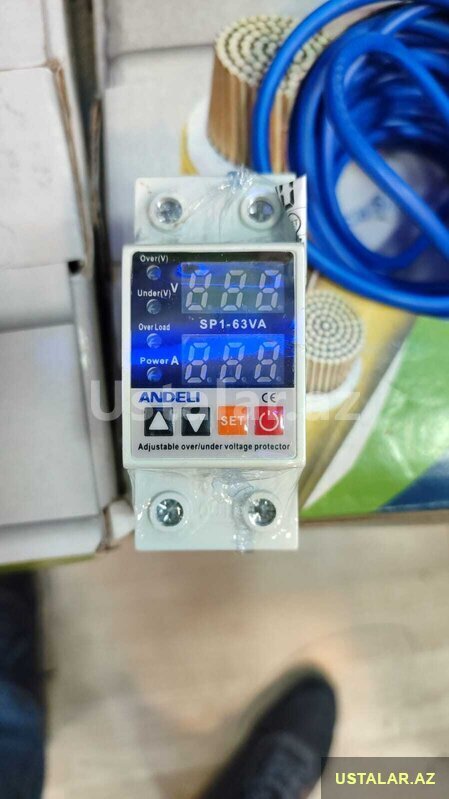 Over(V)
Under(V) V
SP1-63VA
Over Load
Power A
ANDELI CE
SET
Adjustable over/under voltage protector
Ustalar.az
USTALAR.AZ